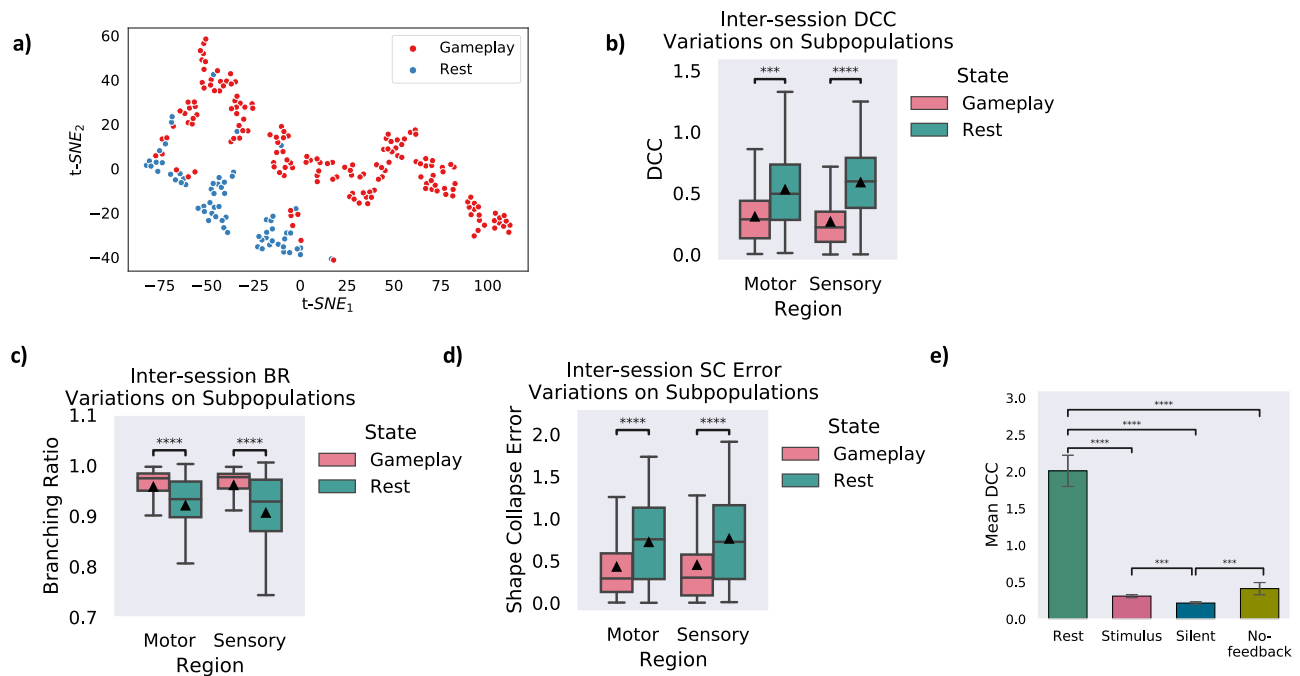 a)
60
40
20
0
−20
−40
t-SNE2
Gameplay
Rest
−75
−50
−25
0
25
50
75
100
t-SNE1
b)
Inter-session DCC
Variations on Subpopulations
1.5
1.0
0.5
0.0
DCC
***
****
State
Gameplay
Rest
Motor
Sensory
Region
c)
Inter-session BR
Variations on Subpopulations
1.1
1.0
0.9
0.8
0.7
Branching Ratio
****
****
State
Gameplay
Rest
Motor
Sensory
Region
d)
Inter-session SC Error
Variations on Subpopulations
2.0
1.5
1.0
0.5
0.0
Shape Collapse Error
****
****
State
Gameplay
Rest
Motor
Sensory
Region
e)
3.0
2.5
2.0
1.5
1.0
0.5
0.0
Mean DCC
****
****
****
***
***
Rest
Stimulus
Silent
No-
feedback